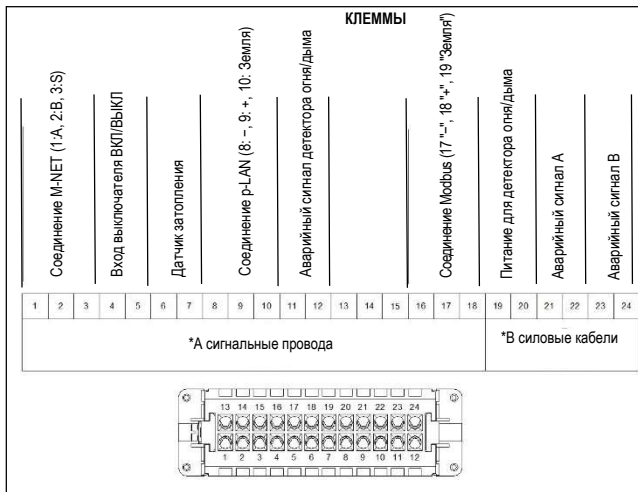 КЛЕММЫ
Соединение M-NET (1:A, 2:B, 3:S)
Вход выключателя ВКП/ВЫКЛ
Датчик затопления
Соединение p-LAN (8: −, 9: +, 10: Земля)
Аварийный сигнал детектора огня/дыма
Соединение Modbus (17 "–", 18 "+", 19 "Земля")
Питание для детектора огня/дыма
Аварийный сигнал A
Аварийный сигнал B
1 2 3 4 5 6 7 8 9 10 11 12 13 14 15 16 17 18 19 20 21 22 23 24
*A сигнальные провода
*B силовые кабели
13 14 15 16 17 18 19 20 21 22 23 24
1 2 3 4 5 6 7 8 9 10 11 12